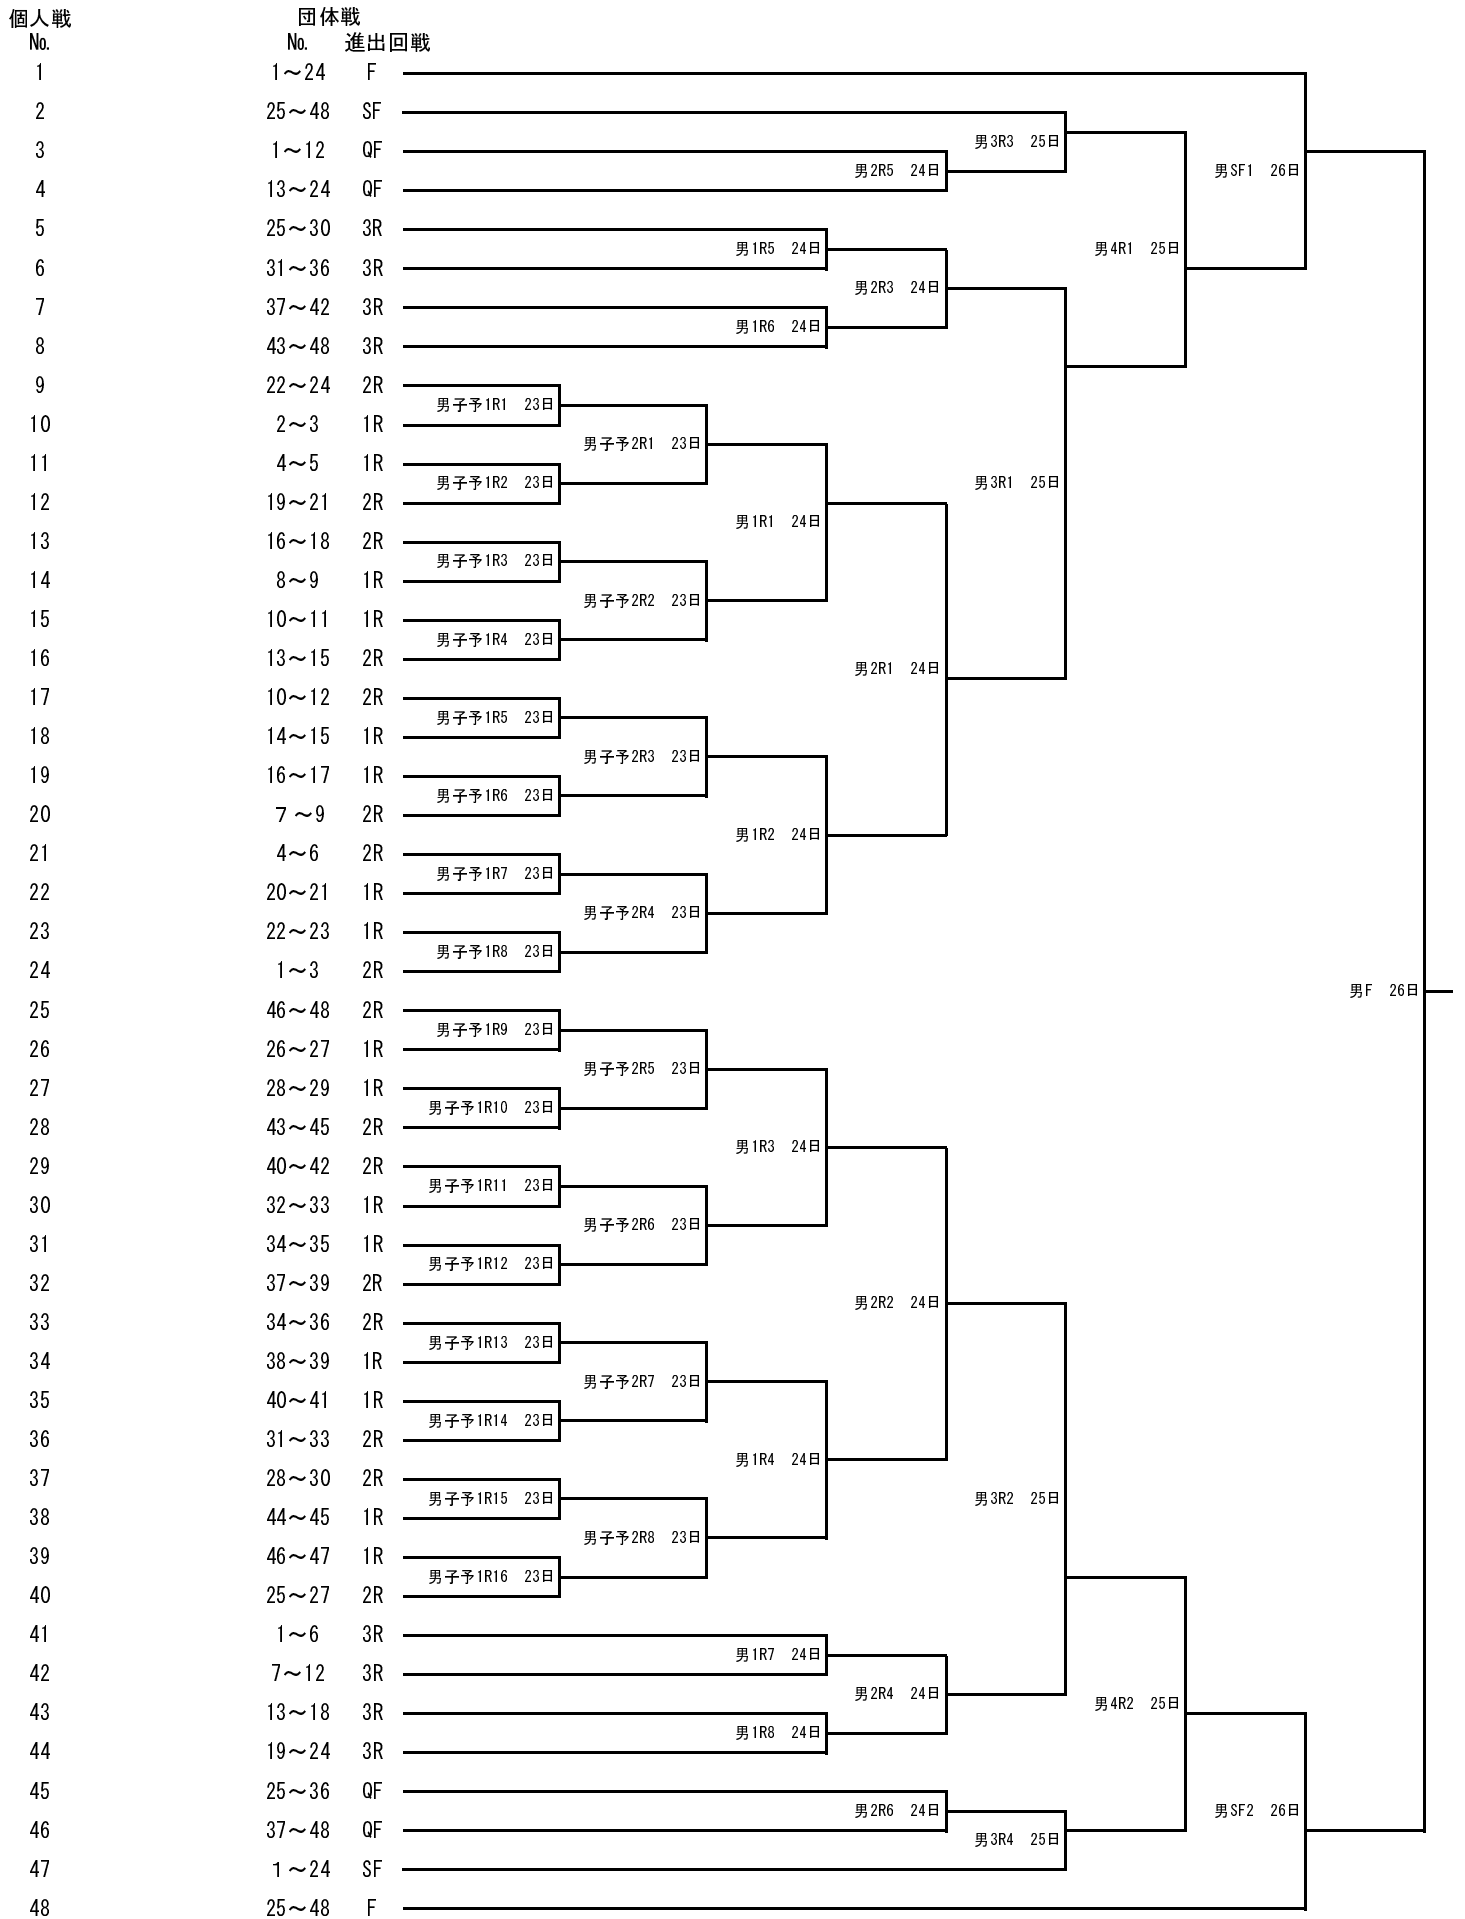 個人戦 団体戦
№ № 進出回戦
1 1～24 F
2 25～48 SF
男3R3 25日
3 1～12 QF
男2R5 24日 男SF1 26日
4 13～24 QF
5 25～30 3R
男1R5 24日 男4R1 25日
6 31～36 3R
男2R3 24日
7 37～42 3R
男1R6 24日
8 43～48 3R
9 22～24 2R
男子予1R1 23日
10 2～3 1R
男子予2R1 23日
11 4～5 1R
男子予1R2 23日 男3R1 25日
12 19～21 2R
男1R1 24日
13 16～18 2R
男子予1R3 23日
14 8～9 1R
男子予2R2 23日
15 10～11 1R
男子予1R4 23日
16 13～15 2R
男2R1 24日
17 10～12 2R
男子予1R5 23日
18 14～15 1R
男子予2R3 23日
19 16～17 1R
男子予1R6 23日
20 ７～9 2R
男1R2 24日
21 4～6 2R
男子予1R7 23日
22 20～21 1R
男子予2R4 23日
23 22～23 1R
男子予1R8 23日
24 1～3 2R
男F 26日
25 46～48 2R
男子予1R9 23日
26 26～27 1R
男子予2R5 23日
27 28～29 1R
男子予1R10 23日
28 43～45 2R
男1R3 24日
29 40～42 2R
男子予1R11 23日
30 32～33 1R
男子予2R6 23日
31 34～35 1R
男子予1R12 23日
32 37～39 2R
男2R2 24日
33 34～36 2R
男子予1R13 23日
34 38～39 1R
男子予2R7 23日
35 40～41 1R
男子予1R14 23日
36 31～33 2R
男1R4 24日
37 28～30 2R
男子予1R15 23日 男3R2 25日
38 44～45 1R
男子予2R8 23日
39 46～47 1R
男子予1R16 23日
40 25～27 2R
41 1～6 3R
男1R7 24日
42 7～12 3R
男2R4 24日 男4R2 25日
43 13～18 3R
男1R8 24日
44 19～24 3R
45 25～36 QF
男2R6 24日 男SF2 26日
46 37～48 QF
男3R4 25日
47 １～24 SF
48 25～48 F